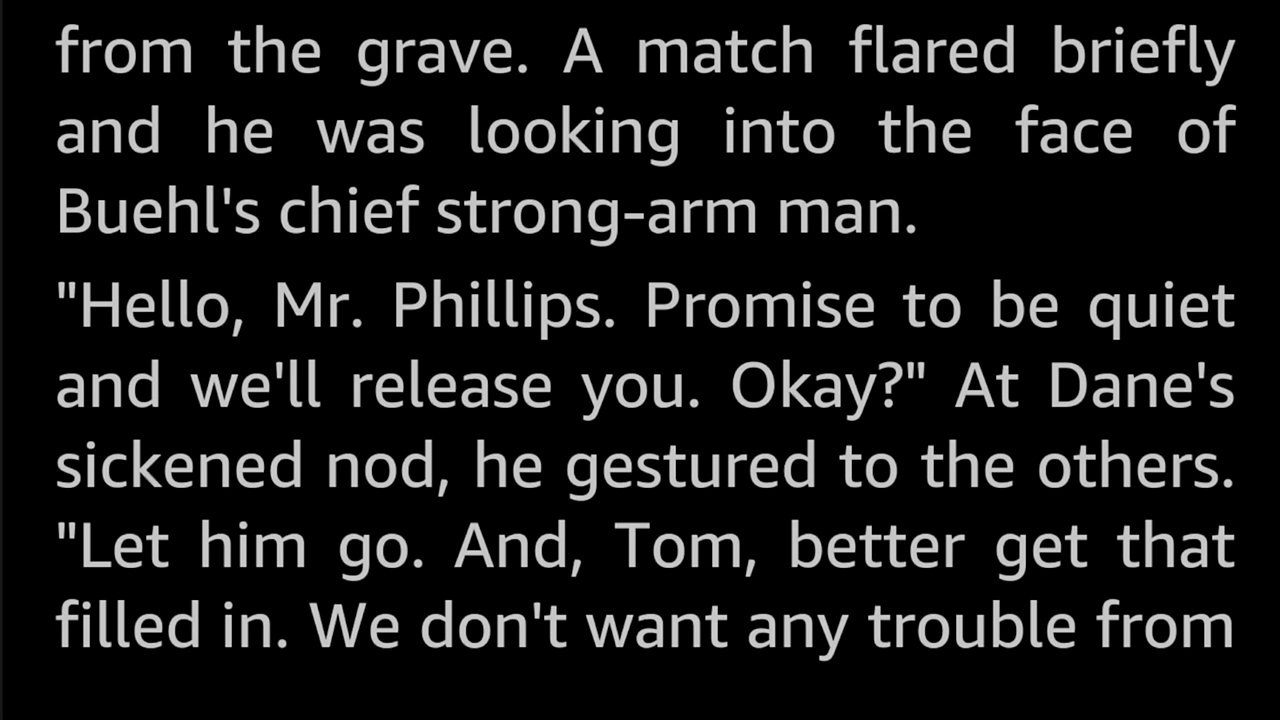 from the grave. A match flared briefly
and he was looking into the face of
Buehl's chief strong-arm man.
"Hello, Mr. Phillips. Promise to be quiet
and we'll release you. Okay?" At Dane's
sickened nod, he gestured to the others.
"Let him go. And, Tom, better get that
filled in. We don't want any trouble from